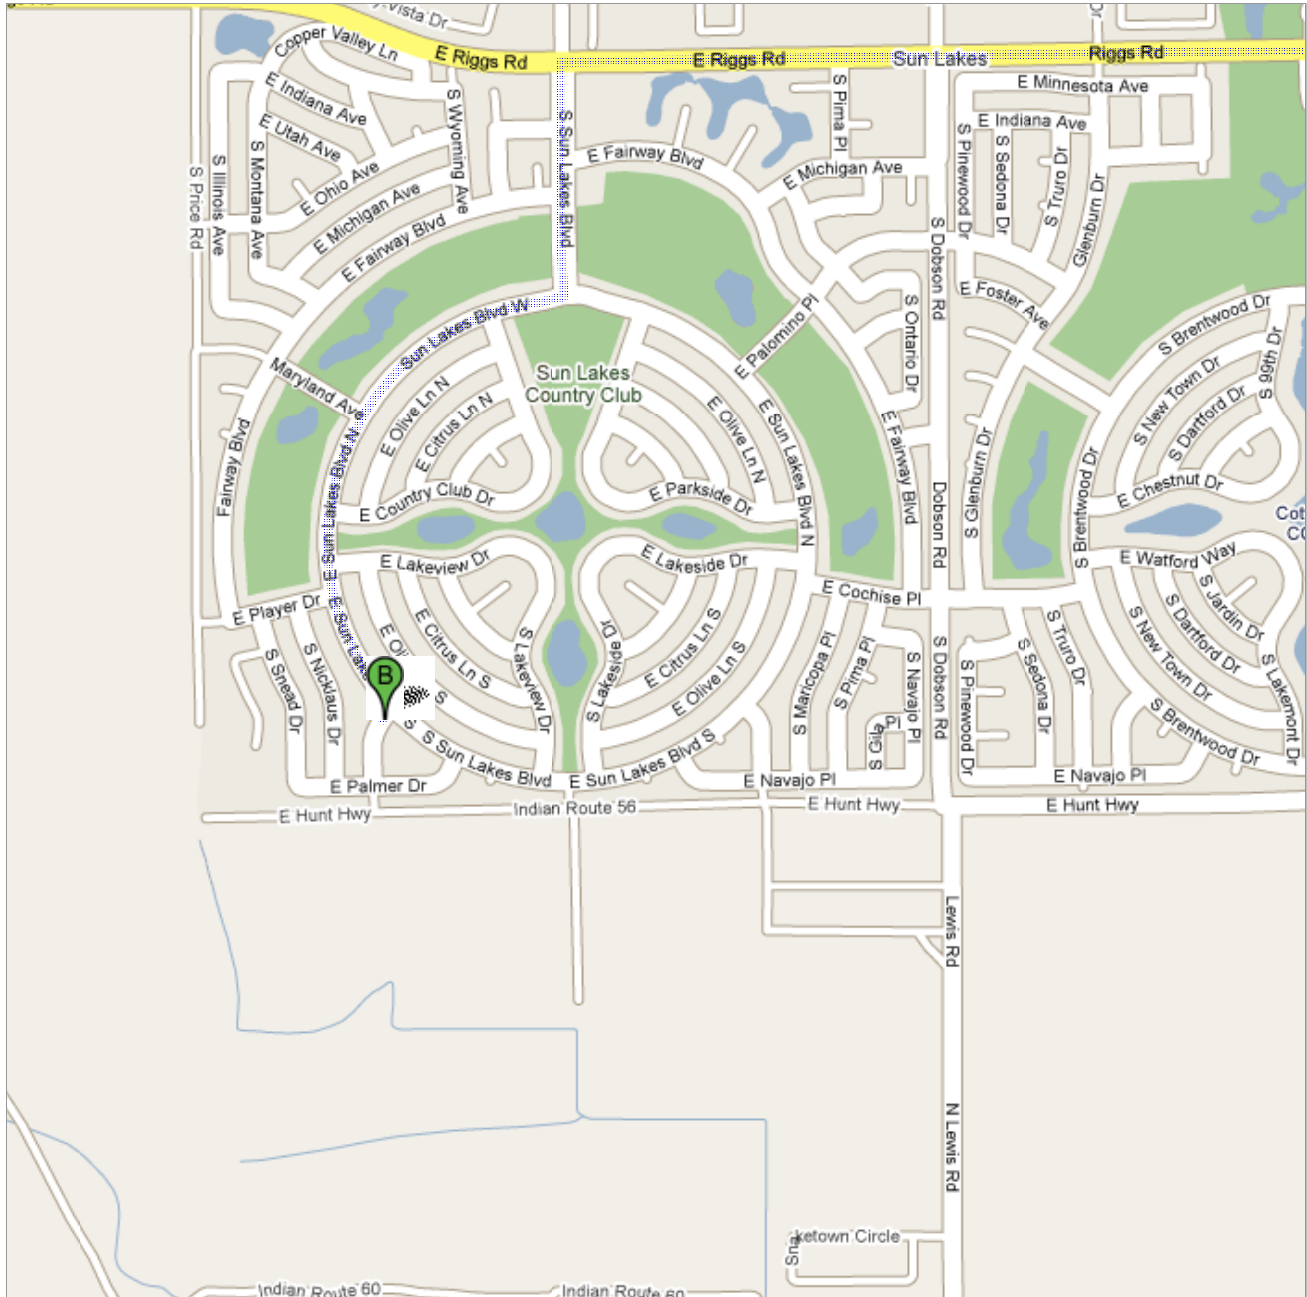 Vista Dr
Copper Valley Ln
E Riggs Rd
E Riggs Rd
Sun Lakes
Riggs Rd
E Indiana Ave
E Utah Ave
E Ohio Ave
E Michigan Ave
E Fairway Blvd
S Wyoming Ave
S Montana Ave
S Illinois Ave
S Price Rd
S Sun Lakes Blvd
E Fairway Blvd
S Pima Pl
E Michigan Ave
E Minnesota Ave
E Indiana Ave
S Pinewood Dr
S Sedona Dr
S Truro Dr
Glenburn Dr
S Dobson Rd
E Foster Ave
S Ontario Dr
E Palomino Pl
Sun Lakes Blvd W
Maryland Ave
Fairway Blvd
E Olive Ln N
E Citrus Ln N
Sun Lakes
Country Club
E Olive Ln N
E Sun Lakes Blvd N
E Fairway Blvd
S Brentwood Dr
S New Town Dr
S Dartford Dr
S 99th Dr
E Sun Lakes Blvd N
E Country Club Dr
E Parkside Dr
Dobson Rd
S Glenburn Dr
S Brentwood Dr
E Chestnut Dr
E Lakeview Dr
E Lakeside Dr
E Watford Way
E Player Dr
E Cochise Pl
S Jardin Dr
S Dartford Dr
S New Town Dr
S Lakemont Dr
S Brentwood Dr
S Snead Dr
S Nicklaus Dr
E Sun
B
E Citrus Ln S
S Lakeview Dr
S Lakeside Dr
E Citrus Ln S
E Olive Ln S
S Maricopa Pl
S Pima Pl
S Navajo Pl
S Gila Pl
S Dobson Rd
S Pinewood Dr
S Sedona Dr
S Truro Dr
S Sun Lakes Blvd
E Sun Lakes Blvd S
E Palmer Dr
E Navajo Pl
E Navajo Pl
E Hunt Hwy
Indian Route 56
E Hunt Hwy
E Hunt Hwy
Lewis Rd
N Lewis Rd
Snaketown Circle
Indian Route 60
Indian Route 60